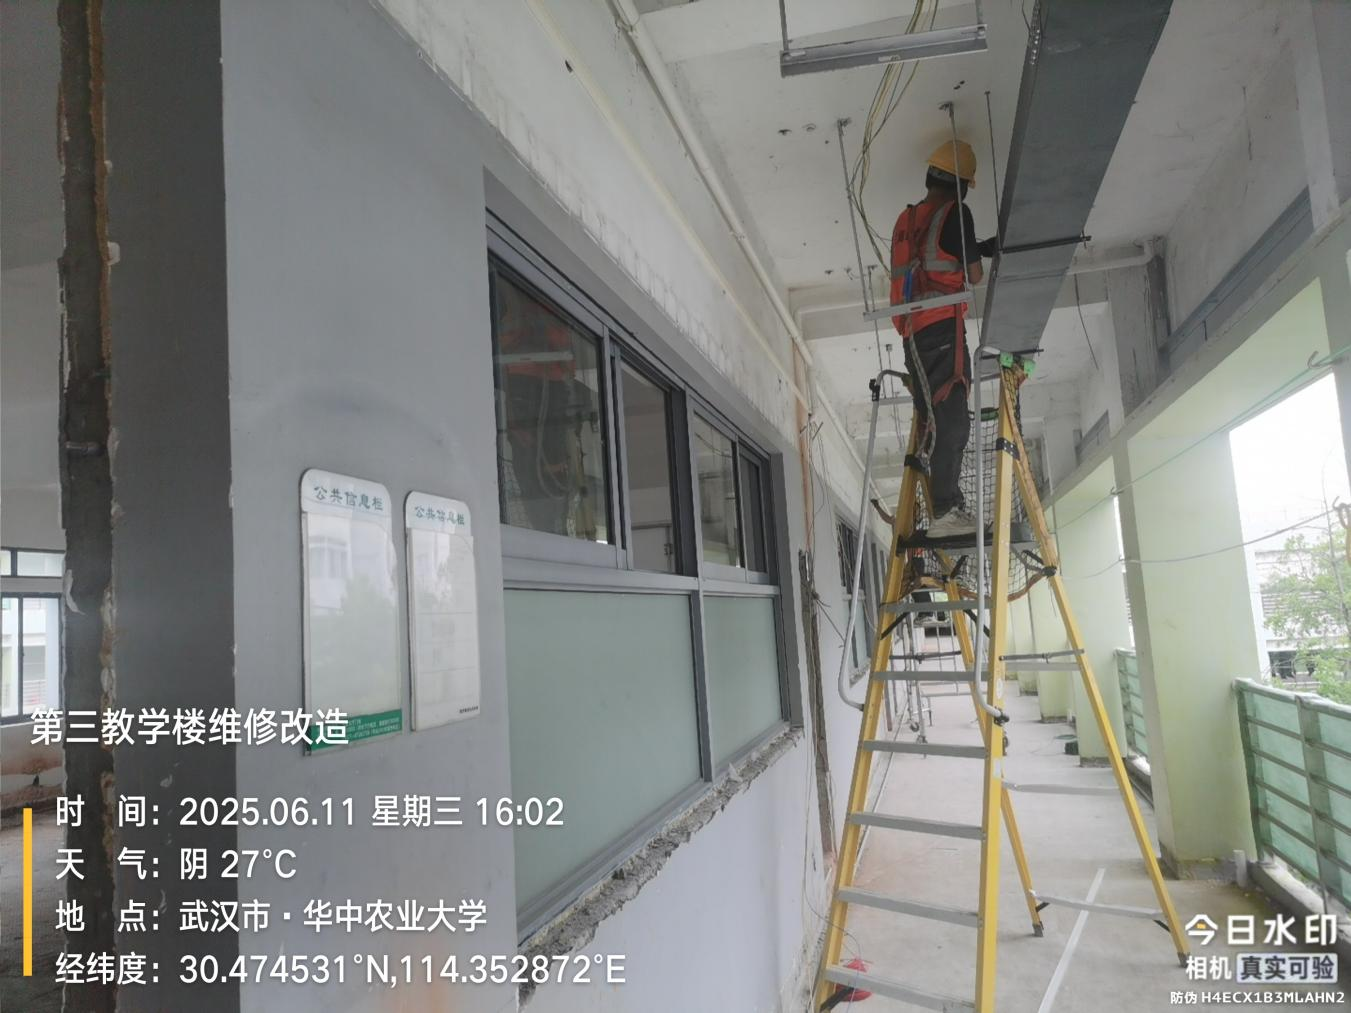 公共信息栏
公共信息栏
第三教学楼维修改造
时 间：2025.06.11 星期三 16:02
天 气：阴 27°C
地 点：武汉市·华中农业大学
经纬度：30.474531°N,114.352872°E
今日水印
相机 真实可验
防伪 H4ECX1B3MLAHN2